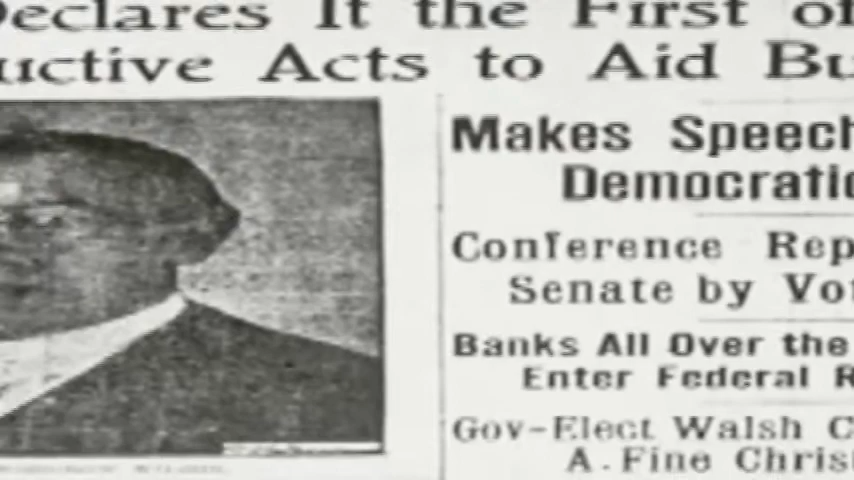 Declares It the First of
uctive Acts to Aid Bu
Makes Speech
Democratic
Conference Rep
Senate by Vot
Banks All Over the
Enter Federal R
Gov-Elect Walsh C
A Fine Christ